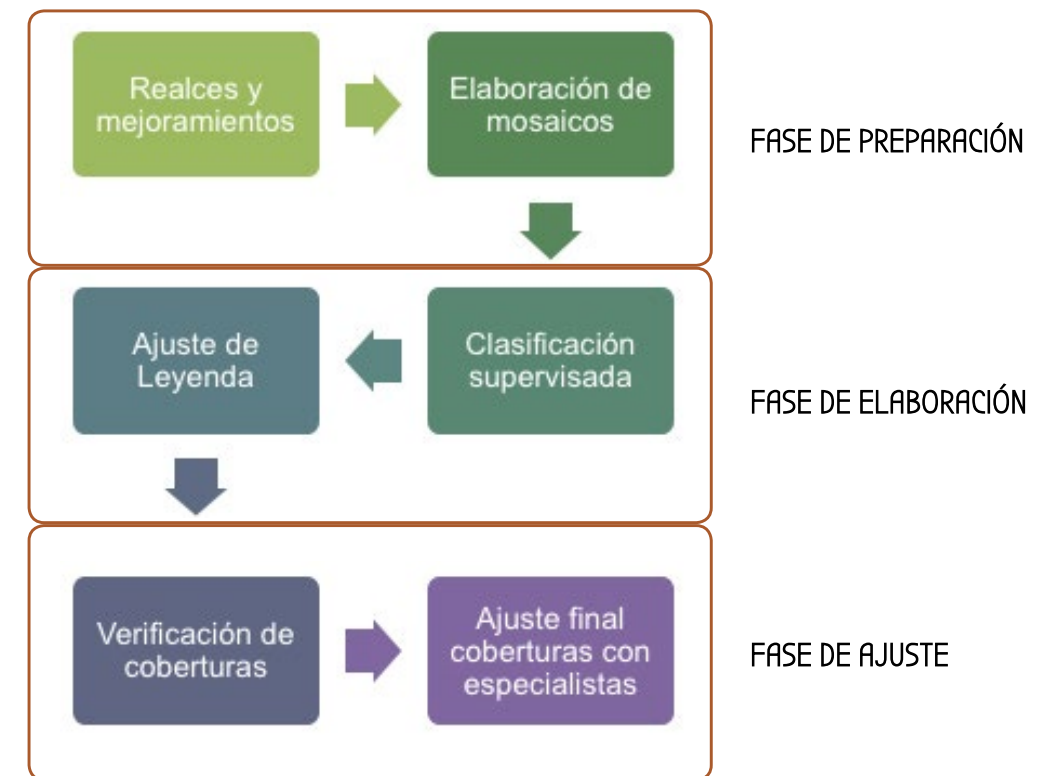 Realces y
mejoramientos
Elaboración de
mosaicos
FASE DE PREPARACIÓN
Ajuste de
Leyenda
Clasificación
supervisada
FASE DE ELABORACIÓN
Verificación de
coberturas
Ajuste final
coberturas con
especialistas
FASE DE AJUSTE